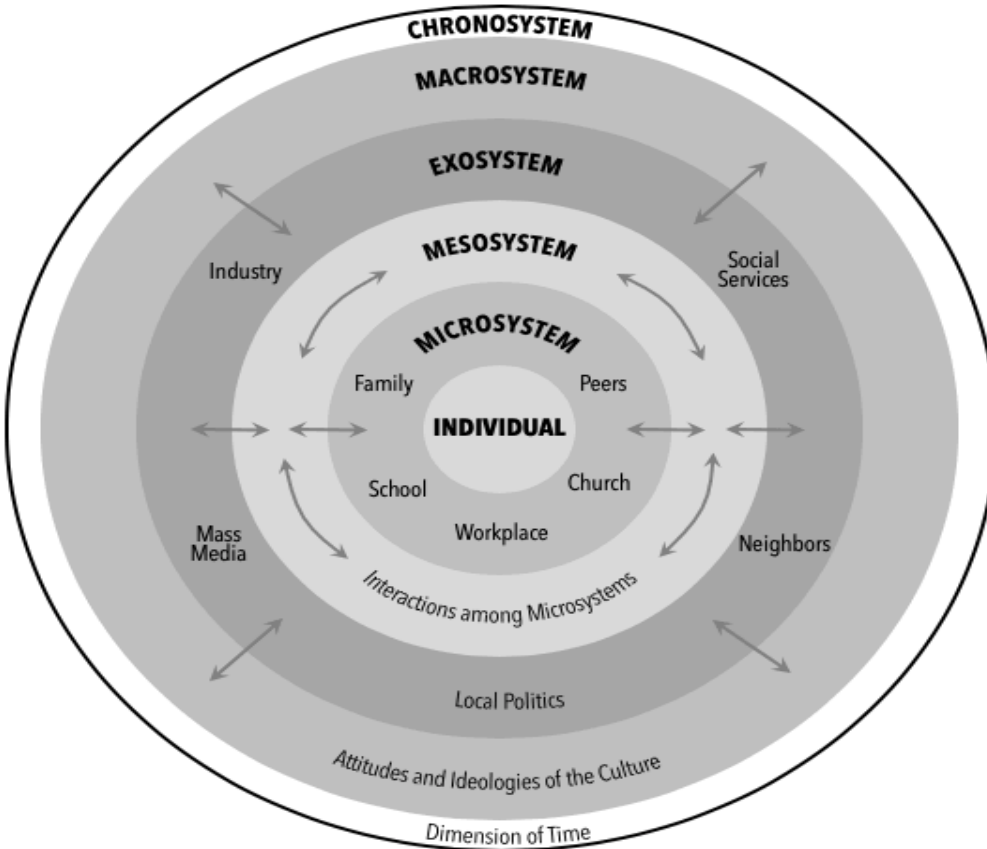 CHRONOSYSTEM
MACROSYSTEM
EXOSYSTEM
MESOSYSTEM
Industry
Social
Services
MICROSYSTEM
Family
Peers
INDIVIDUAL
School
Church
Workplace
Mass
Media
Neighbors
Interactions among Microsystems
Local Politics
Attitudes and Ideologies of the Culture
Dimension of Time